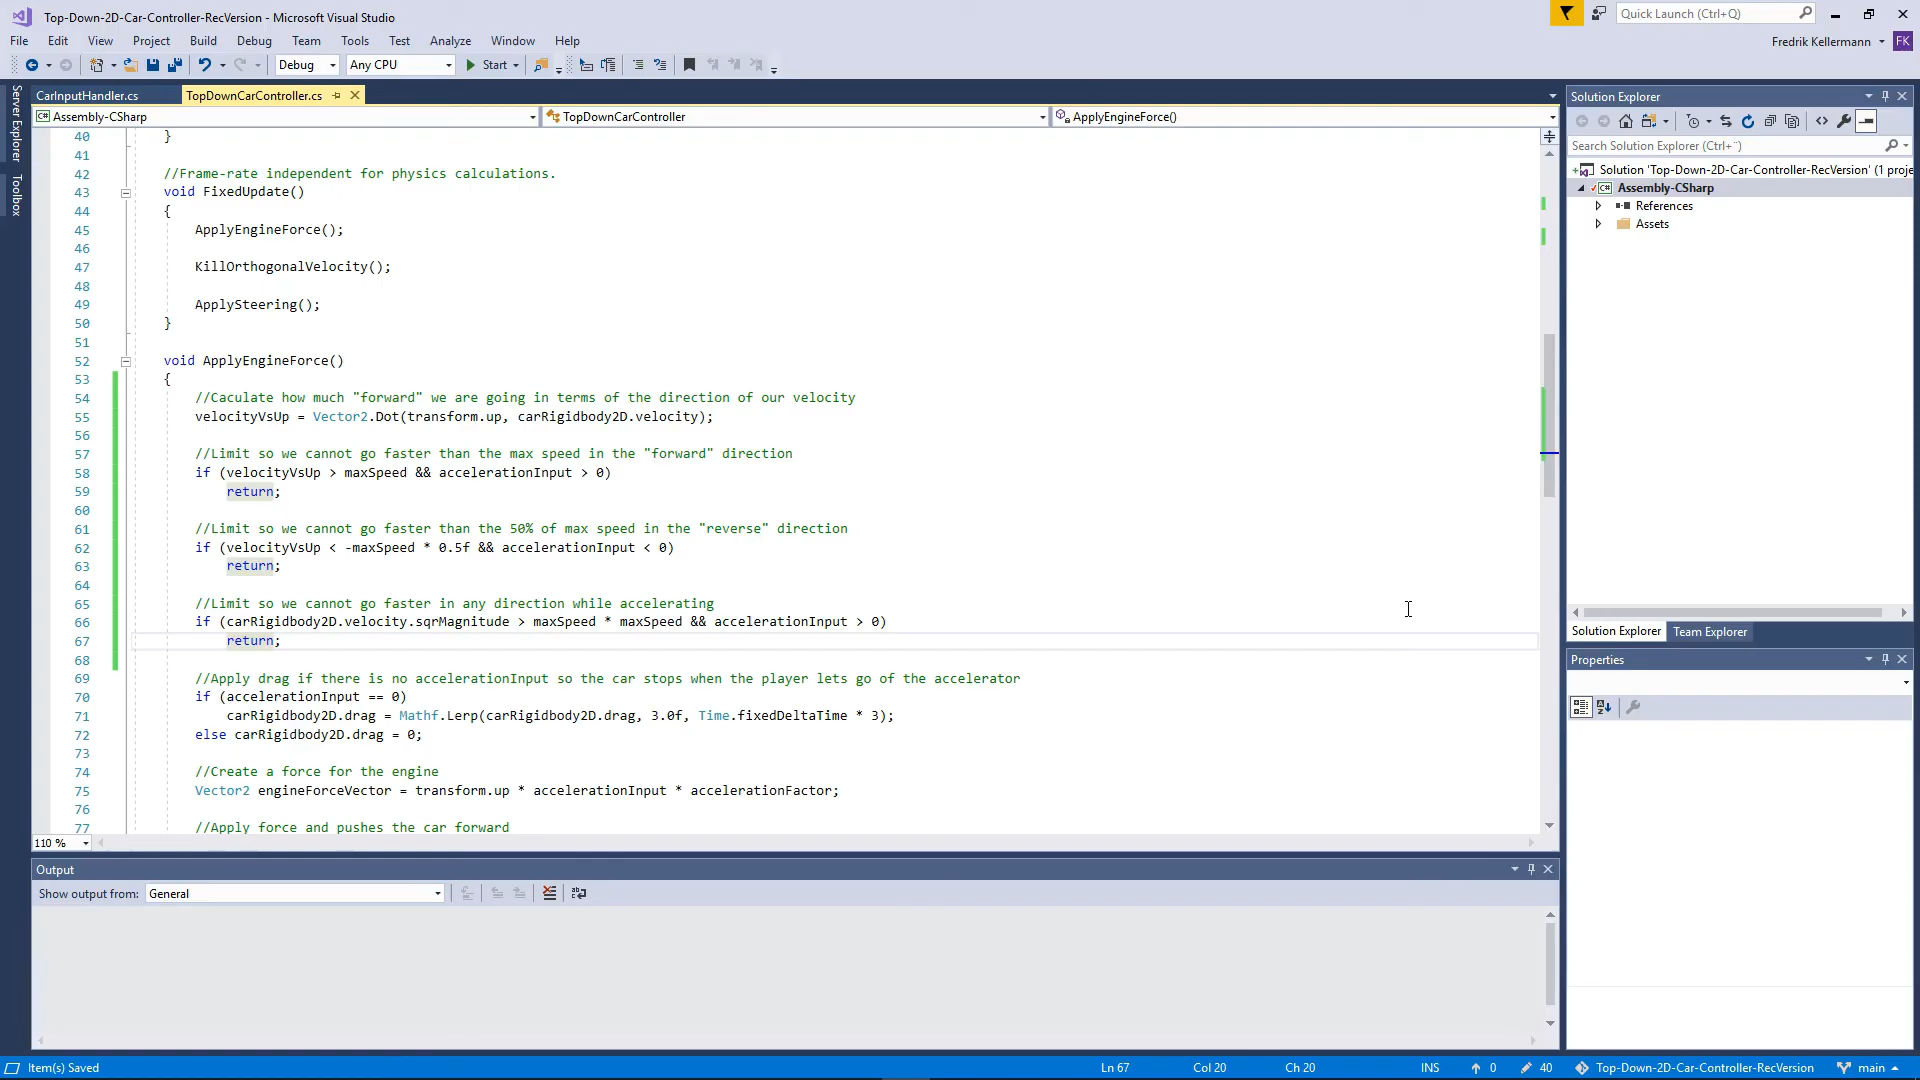 Top-Down-2D-Car-Controller-RecVersion - Microsoft Visual Studio
Quick Launch (Ctrl+Q)
File Edit View Project Build Debug Team Tools Test Analyze Window Help
Fredrik Kellermann FK
Debug Any CPU Start
Server Explorer
Toolbox
CarInputHandler.cs TopDownCarController.cs
Assembly-CSharp TopDownCarController ApplyEngineForce()
40 }
41
42 //Frame-rate independent for physics calculations.
43 void FixedUpdate()
44 {
45 ApplyEngineForce();
46
47 KillOrthogonalVelocity();
48
49 ApplySteering();
50 }
51
52 void ApplyEngineForce()
53 {
54 //Caculate how much "forward" we are going in terms of the direction of our velocity
55 velocityVsUp = Vector2.Dot(transform.up, carRigidbody2D.velocity);
56
57 //Limit so we cannot go faster than the max speed in the "forward" direction
58 if (velocityVsUp > maxSpeed && accelerationInput > 0)
59 return;
60
61 //Limit so we cannot go faster than the 50% of max speed in the "reverse" direction
62 if (velocityVsUp < -maxSpeed * 0.5f && accelerationInput < 0)
63 return;
64
65 //Limit so we cannot go faster in any direction while accelerating
66 if (carRigidbody2D.velocity.sqrMagnitude > maxSpeed * maxSpeed && accelerationInput > 0)
67 return;
68
69 //Apply drag if there is no accelerationInput so the car stops when the player lets go of the accelerator
70 if (accelerationInput == 0)
71 carRigidbody2D.drag = Mathf.Lerp(carRigidbody2D.drag, 3.0f, Time.fixedDeltaTime * 3);
72 else carRigidbody2D.drag = 0;
73
74 //Create a force for the engine
75 Vector2 engineForceVector = transform.up * accelerationInput * accelerationFactor;
76
77 //Apply force and pushes the car forward
110 %
Output
Show output from: General
Solution Explorer
Search Solution Explorer (Ctrl+¨)
Solution 'Top-Down-2D-Car-Controller-RecVersion' (1 proje
Assembly-CSharp
References
Assets
Solution Explorer Team Explorer
Properties
Item(s) Saved Ln 67 Col 20 Ch 20 INS 0 40 Top-Down-2D-Car-Controller-RecVersion main